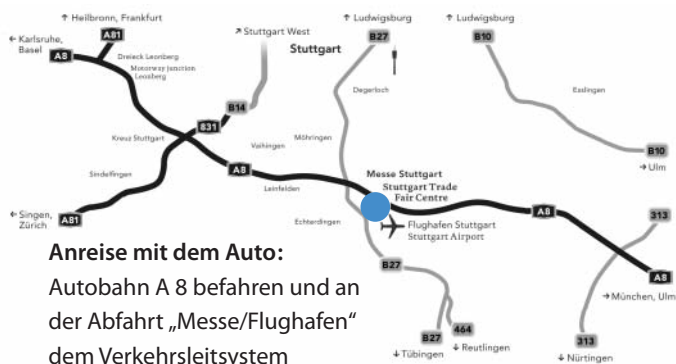 ↑ Heilbronn, Frankfurt
↑ Ludwigsburg
↑ Ludwigsburg
← Karlsruhe,
Basel
A81
A8
↗ Stuttgart West
Stuttgart
B27
B10
Dreieck Leonberg
Motorway junction
Leonberg
Degerloch
Esslingen
B14
831
Kreuz Stuttgart
Vaihingen
Möhringen
B10
→ Ulm
Sindelfingen
A8
Leinfelden
Messe Stuttgart
Stuttgart Trade
Fair Centre
← Singen,
Zürich
A81
Echterdingen
Flughafen Stuttgart
Stuttgart Airport
A8
313
B27
A8
→ München, Ulm
B27
464
313
↓ Tübingen
↓ Reutlingen
↓ Nürtingen
Anreise mit dem Auto:
Autobahn A 8 befahren und an
der Abfahrt „Messe/Flughafen“
dem Verkehrsleitsystem